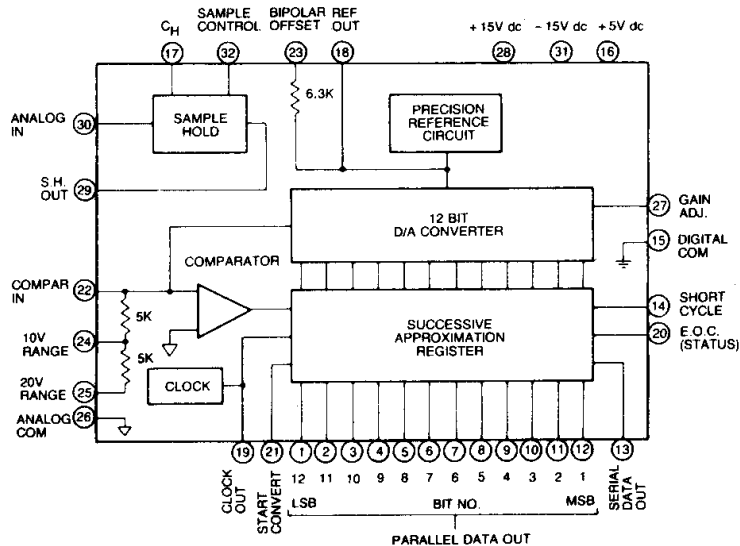 SAMPLE BIPOLAR REF
C_H CONTROL OFFSET OUT +15V dc −15V dc +5V dc
17 32 23 18 28 31 16
6.3K
ANALOG IN 30
SAMPLE HOLD
PRECISION REFERENCE CIRCUIT
S.H. OUT 29
12 BIT D/A CONVERTER
27 GAIN ADJ.
15 DIGITAL COM
COMPARATOR
COMPAR IN 22
5K
14 SHORT CYCLE
10V RANGE 24
SUCCESSIVE APPROXIMATION REGISTER
20 E.O.C. (STATUS)
5K
20V RANGE 25
CLOCK
ANALOG COM 26
19 21 1 2 3 4 5 6 7 8 9 10 11 12 13
CLOCK OUT
START CONVERT
12 11 10 9 8 7 6 5 4 3 2 1
SERIAL DATA OUT
LSB BIT NO. MSB
PARALLEL DATA OUT